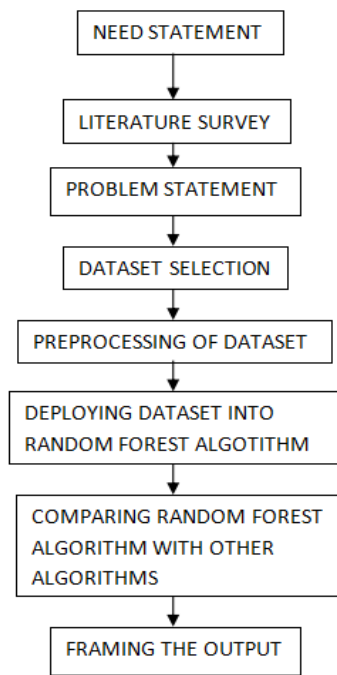 NEED STATEMENT
LITERATURE SURVEY
PROBLEM STATEMENT
DATASET SELECTION
PREPROCESSING OF DATASET
DEPLOYING DATASET INTO
RANDOM FOREST ALGOTITHM
COMPARING RANDOM FOREST
ALGORITHM WITH OTHER
ALGORITHMS
FRAMING THE OUTPUT